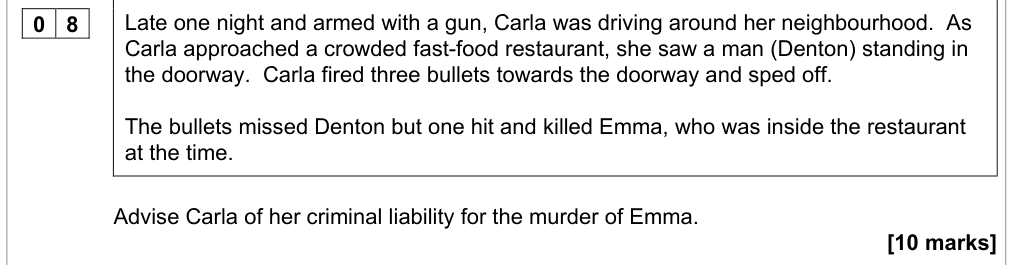 0 8
Late one night and armed with a gun, Carla was driving around her neighbourhood. As
Carla approached a crowded fast-food restaurant, she saw a man (Denton) standing in
the doorway. Carla fired three bullets towards the doorway and sped off.
The bullets missed Denton but one hit and killed Emma, who was inside the restaurant
at the time.
Advise Carla of her criminal liability for the murder of Emma.
[10 marks]